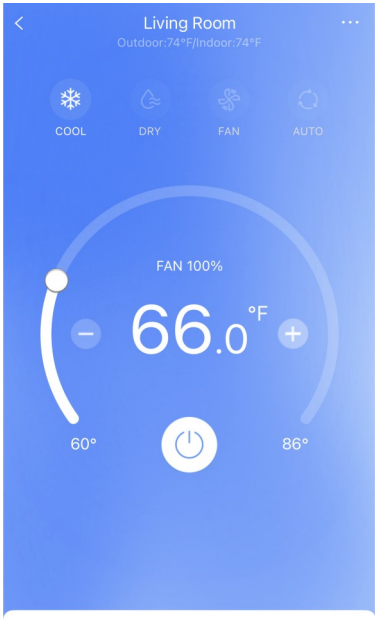 Living Room
Outdoor:74°F/Indoor:74°F
COOL DRY FAN AUTO
FAN 100%
66.0°F
60° 86°